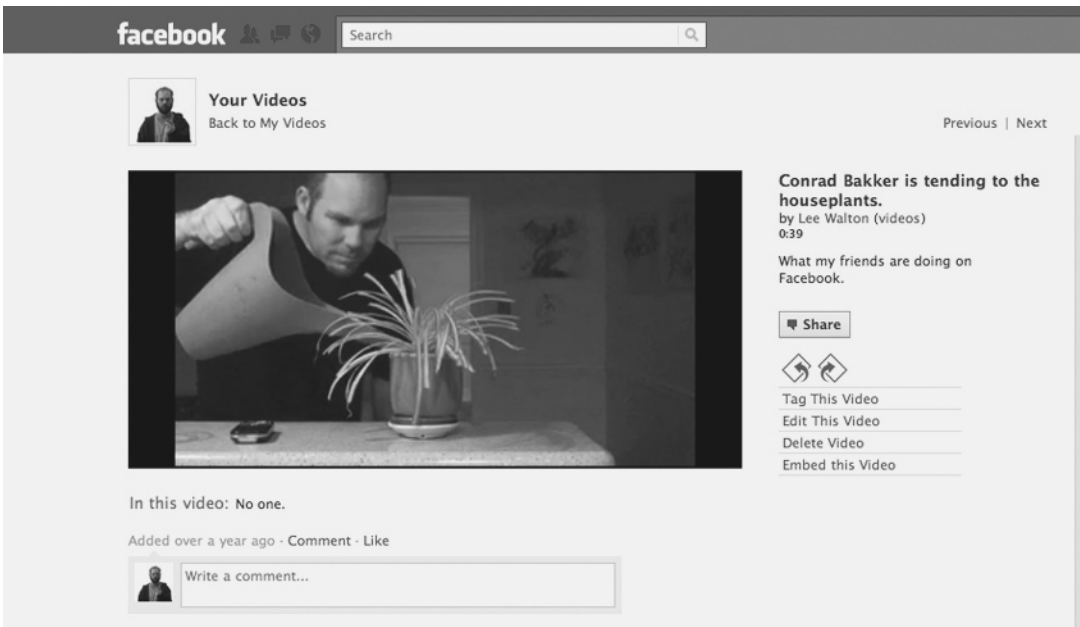 facebook
Search
Your Videos
Back to My Videos
Previous | Next
Conrad Bakker is tending to the
houseplants.
by Lee Walton (videos)
0:39
What my friends are doing on
Facebook.
Share
Tag This Video
Edit This Video
Delete Video
Embed this Video
In this video: No one.
Added over a year ago · Comment · Like
Write a comment...